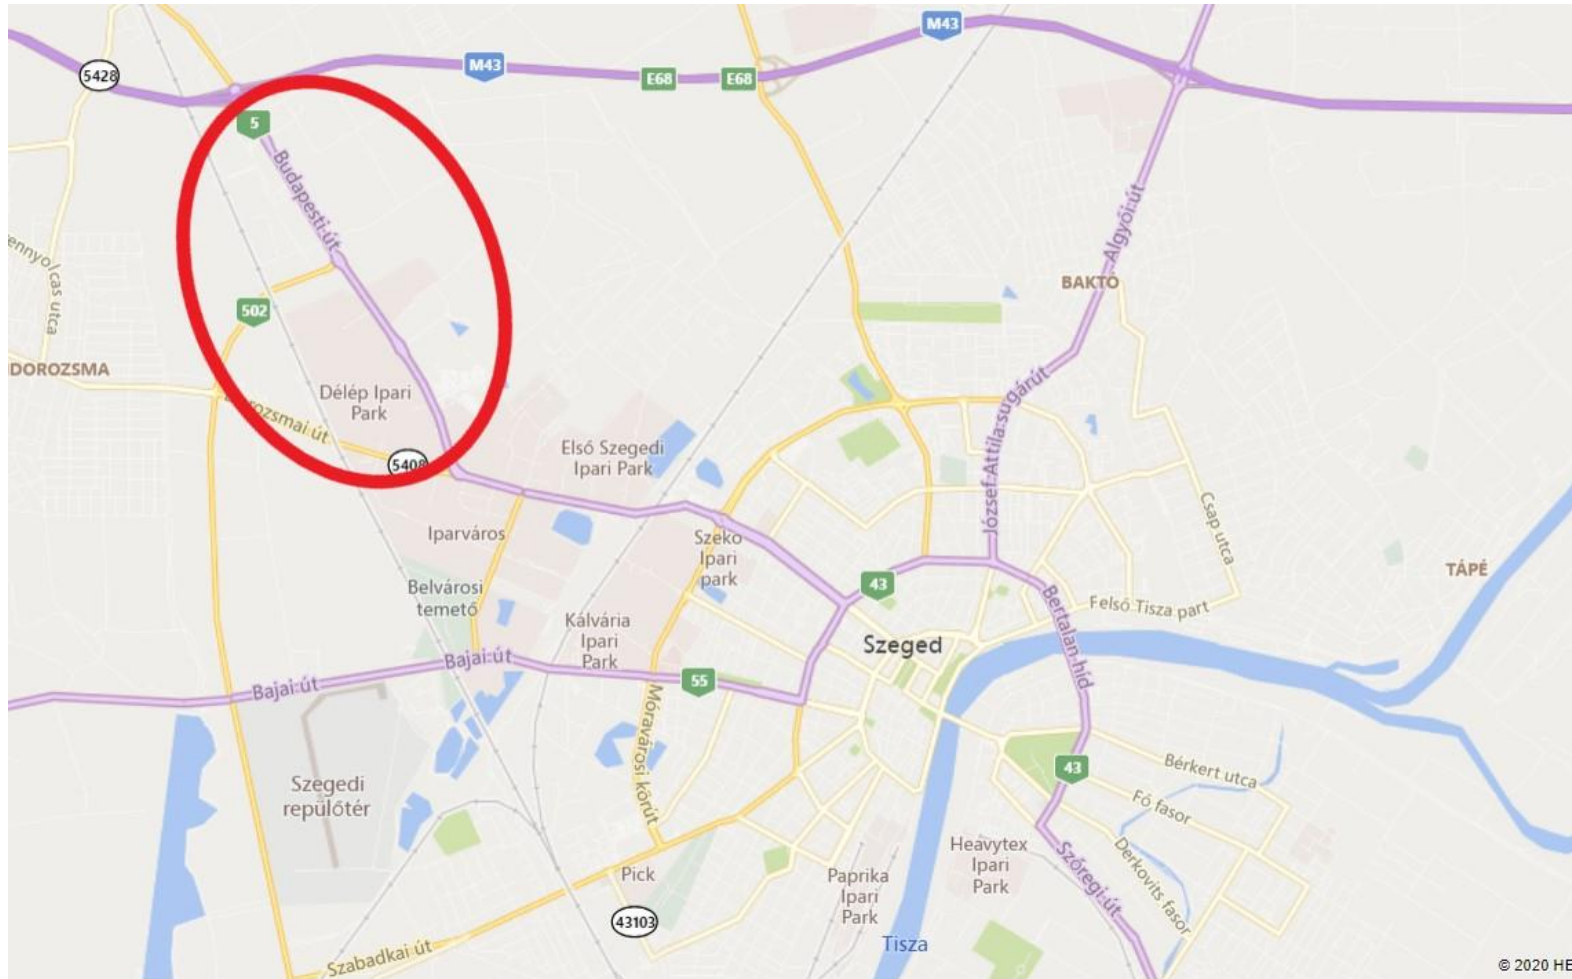 M43
5428
M43
E68
E68
5
Budapesti út
Algyői út
BAKTÓ
502
DOROZSMA
Délép Ipari
Park
József Attila sugárút
5408
Első Szegedi
Ipari Park
Csap utca
Iparváros
Szeko
Ipari
park
TÁPÉ
Belvárosi
temető
43
Felső Tisza part
Bertalan híd
Kálvária
Ipari
Park
Szeged
Bajai út
Bajai út
55
Móravárosi körút
Szegedi
repülőtér
43
Bérkert utca
Fő fasor
Derkovits fasor
Heavytex
Ipari
Park
Szőregi út
Pick
Paprika
Ipari
Park
43103
Tisza
Szabadkai út
© 2020 HE